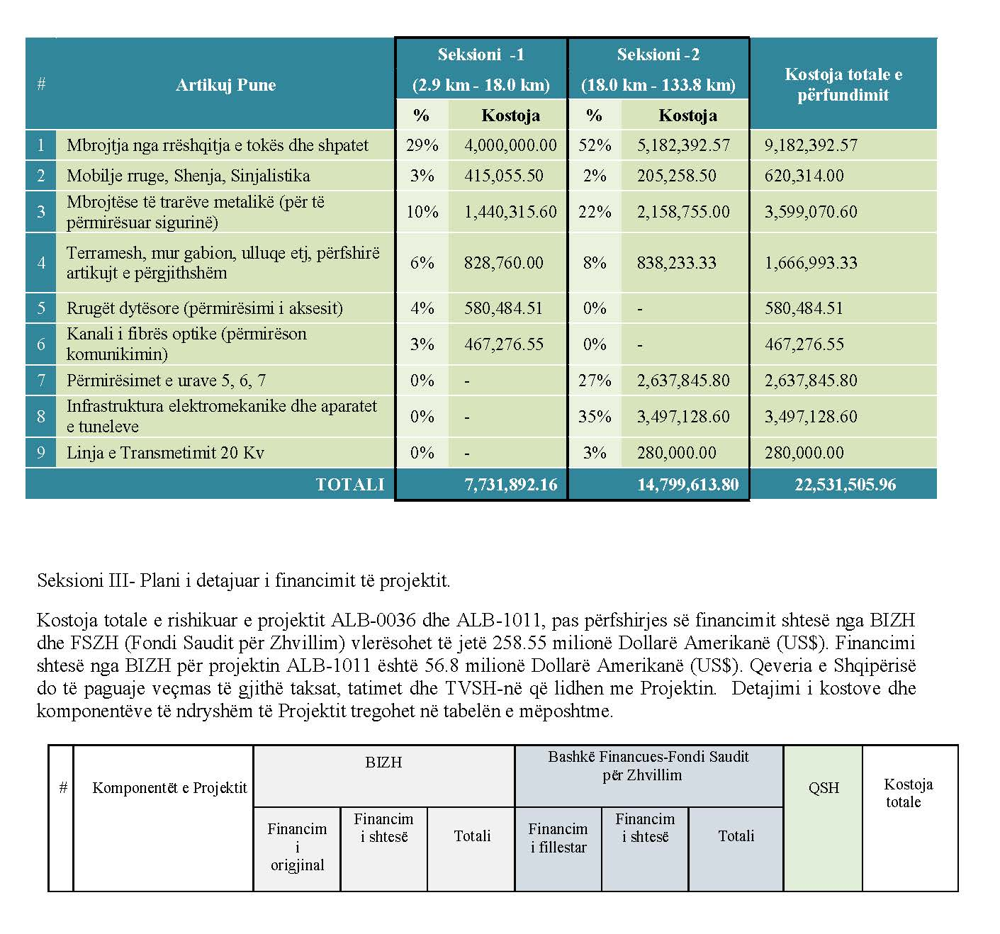 # Artikuj Pune Seksioni -1 Seksioni -2 Kostoja totale e përfundimit
(2.9 km - 18.0 km) (18.0 km - 133.8 km)
% Kostoja % Kostoja
1 Mbrojtja nga rrëshqitja e tokës dhe shpatet 29% 4,000,000.00 52% 5,182,392.57 9,182,392.57
2 Mobilje rruge, Shenja, Sinjalistika 3% 415,055.50 2% 205,258.50 620,314.00
3 Mbrojtëse të trarëve metalikë (për të
përmirësuar sigurinë) 10% 1,440,315.60 22% 2,158,755.00 3,599,070.60
4 Terramesh, mur gabion, ulluqe etj, përfshirë
artikujt e përgjithshëm 6% 828,760.00 8% 838,233.33 1,666,993.33
5 Rrugët dytësore (përmirësimi i aksesit) 4% 580,484.51 0% - 580,484.51
6 Kanali i fibrës optike (përmirëson
komunikimin) 3% 467,276.55 0% - 467,276.55
7 Përmirësimet e urave 5, 6, 7 0% - 27% 2,637,845.80 2,637,845.80
8 Infrastruktura elektromekanike dhe aparatet
e tuneleve 0% - 35% 3,497,128.60 3,497,128.60
9 Linja e Transmetimit 20 Kv 0% - 3% 280,000.00 280,000.00
TOTALI 7,731,892.16 14,799,613.80 22,531,505.96
Seksioni III- Plani i detajuar i financimit të projektit.
Kostoja totale e rishikuar e projektit ALB-0036 dhe ALB-1011, pas përfshirjes së financimit shtesë nga BIZH
dhe FSZH (Fondi Saudit për Zhvillim) vlerësohet të jetë 258.55 milionë Dollarë Amerikanë (US$). Financimi
shtesë nga BIZH për projektin ALB-1011 është 56.8 milionë Dollarë Amerikanë (US$). Qeveria e Shqipërisë
do të paguaje veçmas të gjithë taksat, tatimet dhe TVSH-në që lidhen me Projektin. Detajimi i kostove dhe
komponentëve të ndryshëm të Projektit tregohet në tabelën e mëposhtme.
# Komponentët e Projektit
BIZH
Bashkë Financues-Fondi Saudit
për Zhvillim
QSH
Kostoja
totale
Financim
i
origjinal
Financim
i shtesë
Totali
Financim
i fillestar
Financim
i shtesë
Totali